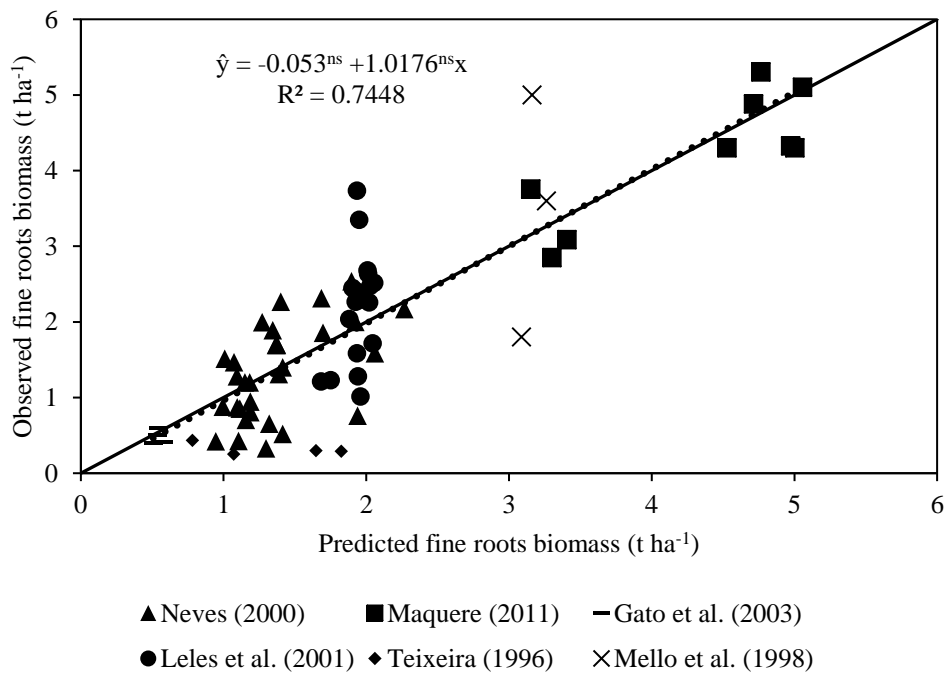 6
ŷ = -0.053ⁿˢ +1.0176ⁿˢx
R² = 0.7448
5
4
3
2
1
0
Observed fine roots biomass (t ha⁻¹)
0 1 2 3 4 5 6
Predicted fine roots biomass (t ha⁻¹)
Neves (2000) Maquere (2011) Gato et al. (2003)
Leles et al. (2001) Teixeira (1996) Mello et al. (1998)